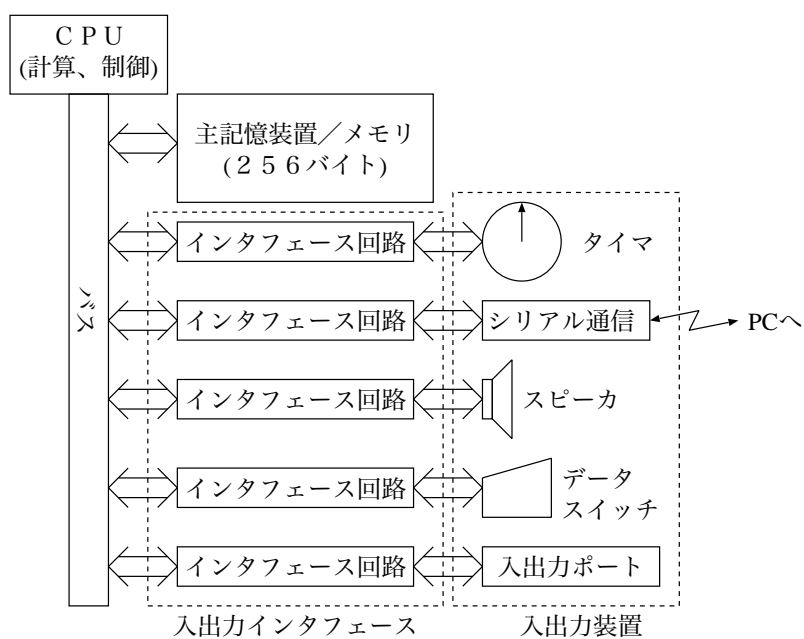 ＣＰＵ
(計算、制御)
主記憶装置／メモリ
(２５６バイト)
バス
インタフェース回路
タイマ
インタフェース回路
シリアル通信
PCへ
インタフェース回路
スピーカ
インタフェース回路
データ
スイッチ
インタフェース回路
入出力ポート
入出力インタフェース
入出力装置